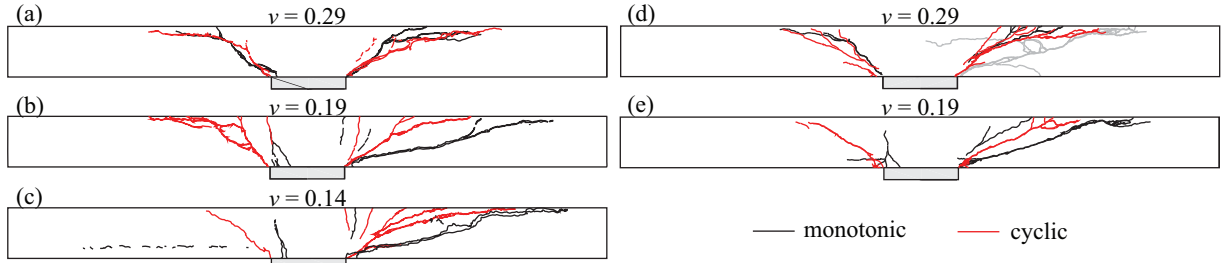 (a)
v = 0.29
(b)
v = 0.19
(c)
v = 0.14
(d)
v = 0.29
(e)
v = 0.19
monotonic
cyclic